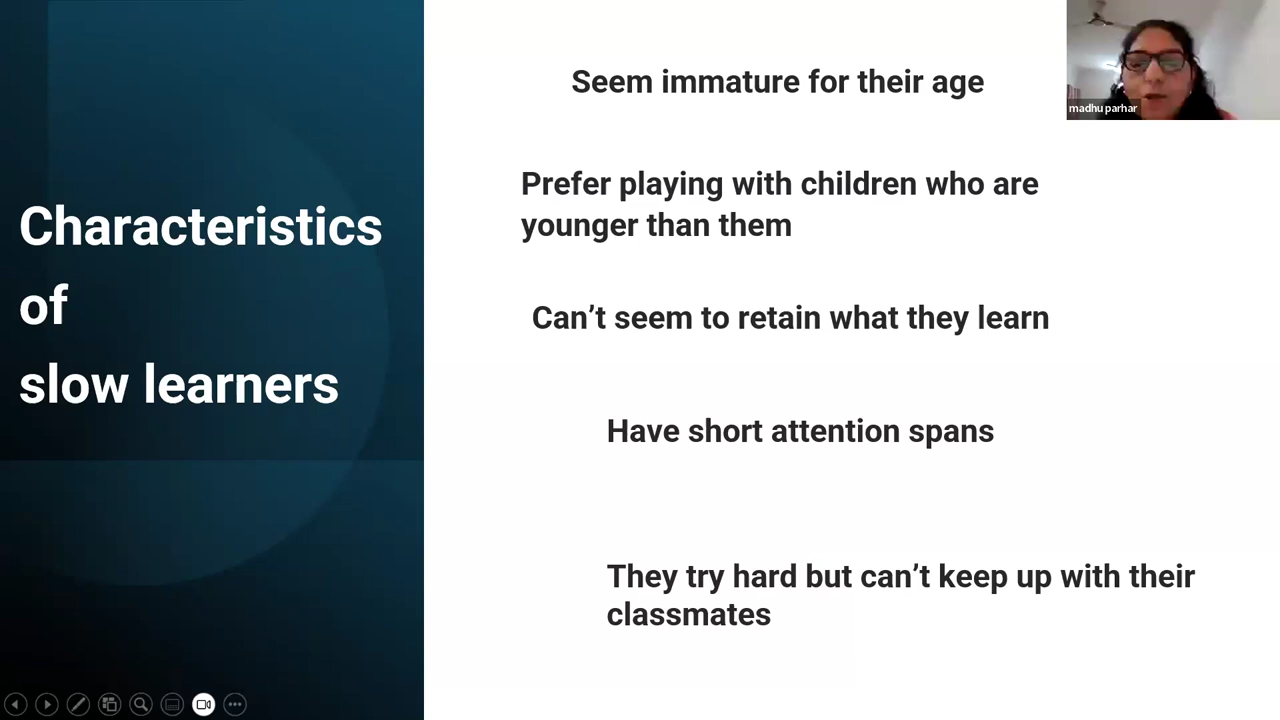 Characteristics
of
slow learners
Seem immature for their age
Prefer playing with children who are
younger than them
Can’t seem to retain what they learn
Have short attention spans
They try hard but can’t keep up with their
classmates
madhu parhar